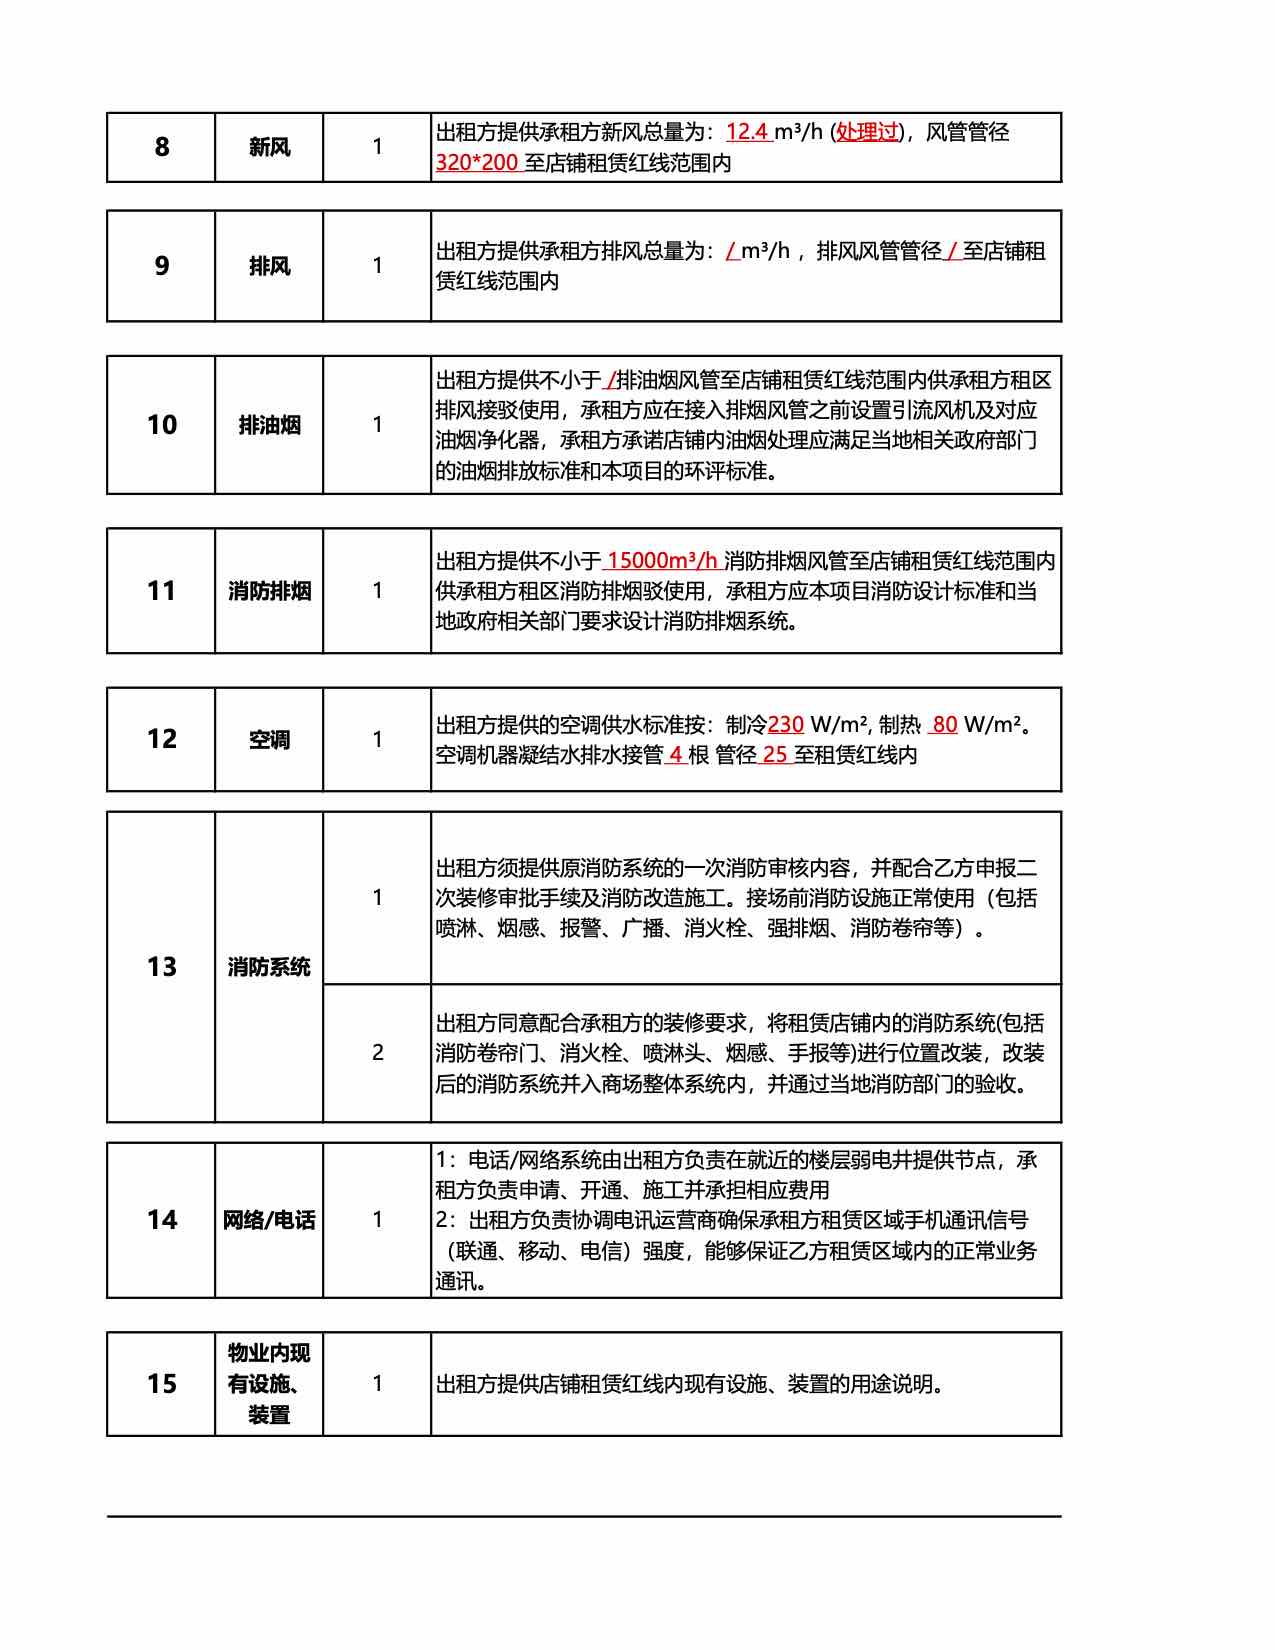 8 新风 1 出租方提供承租方新风总量为：12.4 m³/h (处理过)，风管管径
320*200 至店铺租赁红线范围内
9 排风 1 出租方提供承租方排风总量为：/ m³/h ，排风风管管径 / 至店铺租
赁红线范围内
10 排油烟 1 出租方提供不小于 /排油烟风管至店铺租赁红线范围内供承租方租区
排风接驳使用，承租方应在接入排烟风管之前设置引流风机及对应
油烟净化器，承租方承诺店铺内油烟处理应满足当地相关政府部门
的油烟排放标准和本项目的环评标准。
11 消防排烟 1 出租方提供不小于 15000m³/h 消防排烟风管至店铺租赁红线范围内
供承租方租区消防排烟驳使用，承租方应本项目消防设计标准和当
地政府相关部门要求设计消防排烟系统。
12 空调 1 出租方提供的空调供水标准按：制冷230 W/m², 制热 80 W/m²。
空调机器凝结水排水接管 4 根 管径 25 至租赁红线内
13 消防系统
1 出租方须提供原消防系统的一次消防审核内容，并配合乙方申报二
次装修审批手续及消防改造施工。接场前消防设施正常使用（包括
喷淋、烟感、报警、广播、消火栓、强排烟、消防卷帘等）。
2 出租方同意配合承租方的装修要求，将租赁店铺内的消防系统(包括
消防卷帘门、消火栓、喷淋头、烟感、手报等)进行位置改装，改装
后的消防系统并入商场整体系统内，并通过当地消防部门的验收。
14 网络/电话 1 1：电话/网络系统由出租方负责在就近的楼层弱电井提供节点，承
租方负责申请、开通、施工并承担相应费用
2：出租方负责协调电讯运营商确保承租方租赁区域手机通讯信号
（联通、移动、电信）强度，能够保证乙方租赁区域内的正常业务
通讯。
15 物业内现
有设施、
装置
1 出租方提供店铺租赁红线内现有设施、装置的用途说明。